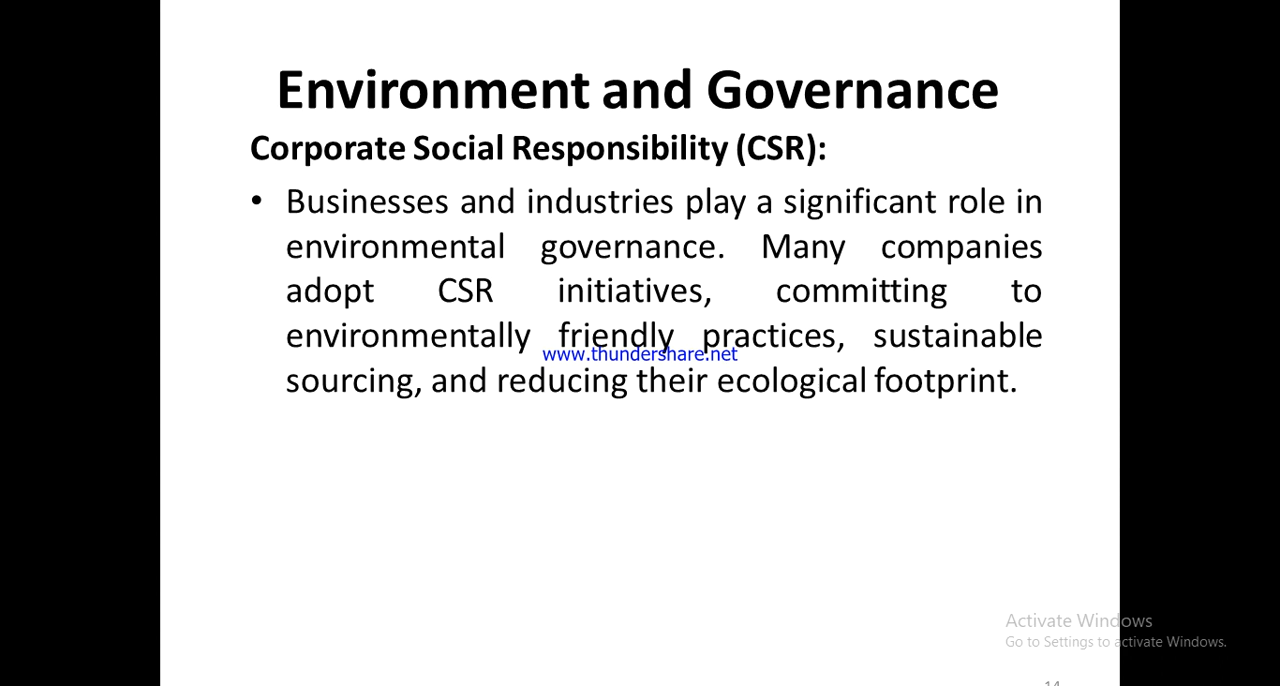 Environment and Governance
Corporate Social Responsibility (CSR):
• Businesses and industries play a significant role in
environmental governance. Many companies
adopt CSR initiatives, committing to
environmentally friendly practices, sustainable
www.thundershare.net
sourcing, and reducing their ecological footprint.
Activate Windows
Go to Settings to activate Windows.
14